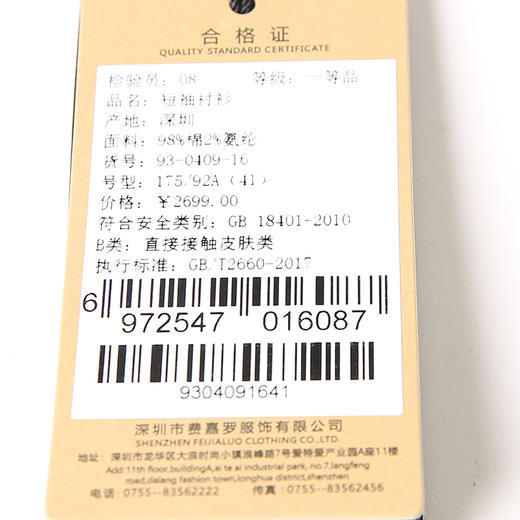 合格证
QUALITY STANDARD CERTIFICATE
检验员: 08 等级: 一等品
品名: 短袖衬衫
产地: 深圳
面料: 98%棉2%氨纶
货号: 93-0409-16
号型: 175/92A (41)
价格: ¥2699.00
符合安全类别: GB 18401-2010
B类: 直接接触皮肤类
执行标准: GB/T2660-2017
6 972547 016087
9304091641
深圳市费嘉罗服饰有限公司
SHENZHEN FEIJIALUO CLOTHING CO., LTD.
地址: 深圳市龙华区大浪时尚小镇浪峰路7号爱特爱产业园A座11楼
Add:11th floor,buildingA,ai te ai industrial park, no.7,langfeng
road,dalang fashion town,longhua district,shenzhen
电话: 0755--83562222 传真: 0755--83562456